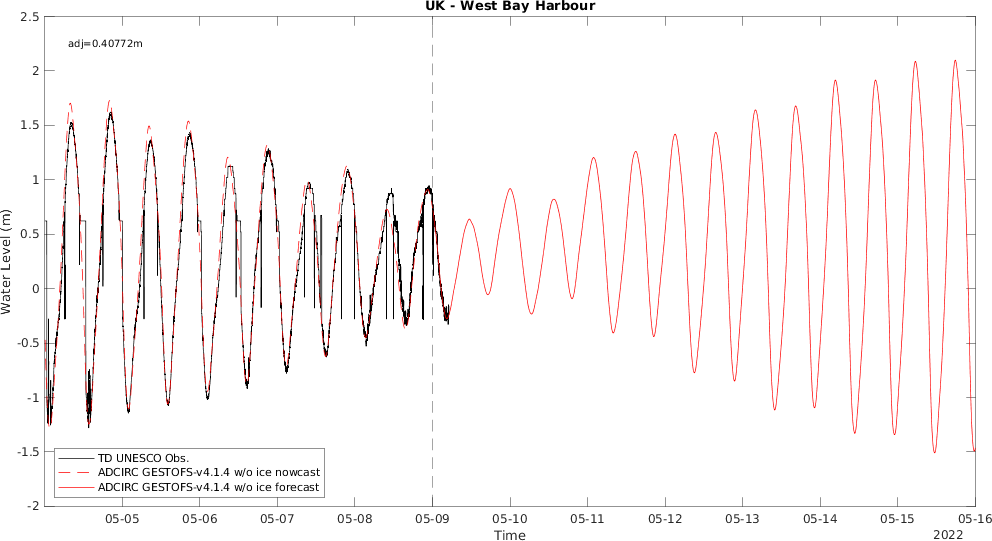 UK - West Bay Harbour
adj=0.40772m
2.5
2
1.5
1
0.5
0
-0.5
-1
-1.5
-2
Water Level (m)
TD UNESCO Obs.
ADCIRC GESTOFS-v4.1.4 w/o ice nowcast
ADCIRC GESTOFS-v4.1.4 w/o ice forecast
05-05 05-06 05-07 05-08 05-09 05-10 05-11 05-12 05-13 05-14 05-15 05-16
Time
2022